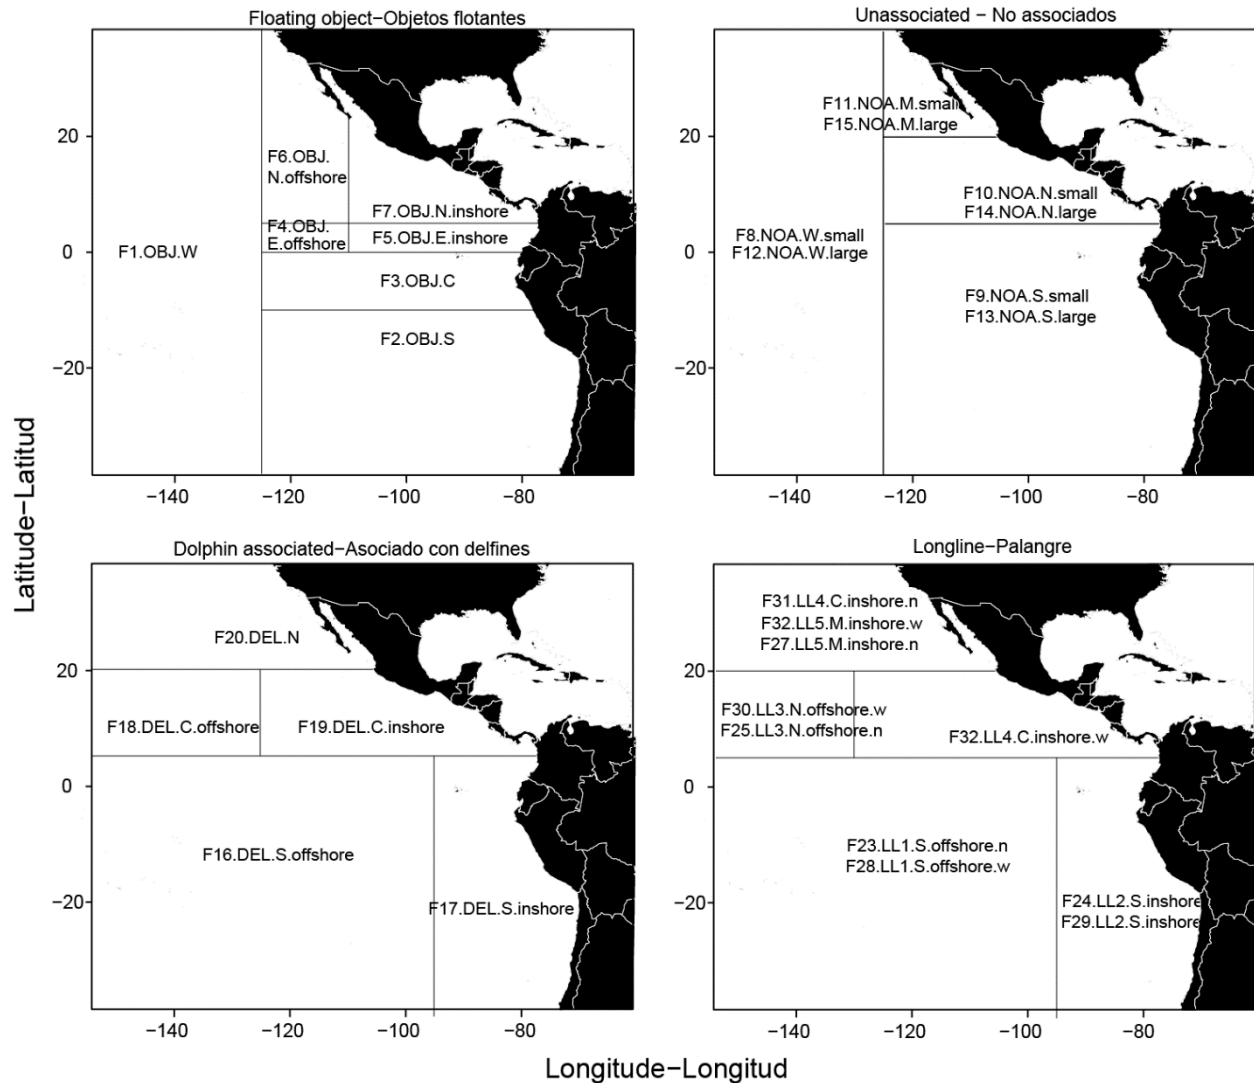 Floating object−Objetos flotantes
20
0
−20
F6.OBJ.
N.offshore
F7.OBJ.N.inshore
F4.OBJ.
E.offshore
F5.OBJ.E.inshore
F1.OBJ.W
F3.OBJ.C
F2.OBJ.S
−140
−120
−100
−80
Unassociated − No associados
20
0
−20
F11.NOA.M.small
F15.NOA.M.large
F10.NOA.N.small
F14.NOA.N.large
F8.NOA.W.small
F12.NOA.W.large
F9.NOA.S.small
F13.NOA.S.large
−140
−120
−100
−80
Latitude−Latitud
Dolphin associated−Asociado con delfines
20
0
−20
F20.DEL.N
F18.DEL.C.offshore
F19.DEL.C.inshore
F16.DEL.S.offshore
F17.DEL.S.inshore
−140
−120
−100
−80
Longline−Palangre
20
0
−20
F31.LL4.C.inshore.n
F32.LL5.M.inshore.w
F27.LL5.M.inshore.n
F30.LL3.N.offshore.w
F25.LL3.N.offshore.n
F32.LL4.C.inshore.w
F23.LL1.S.offshore.n
F28.LL1.S.offshore.w
F24.LL2.S.inshore
F29.LL2.S.inshore
−140
−120
−100
−80
Longitude−Longitud